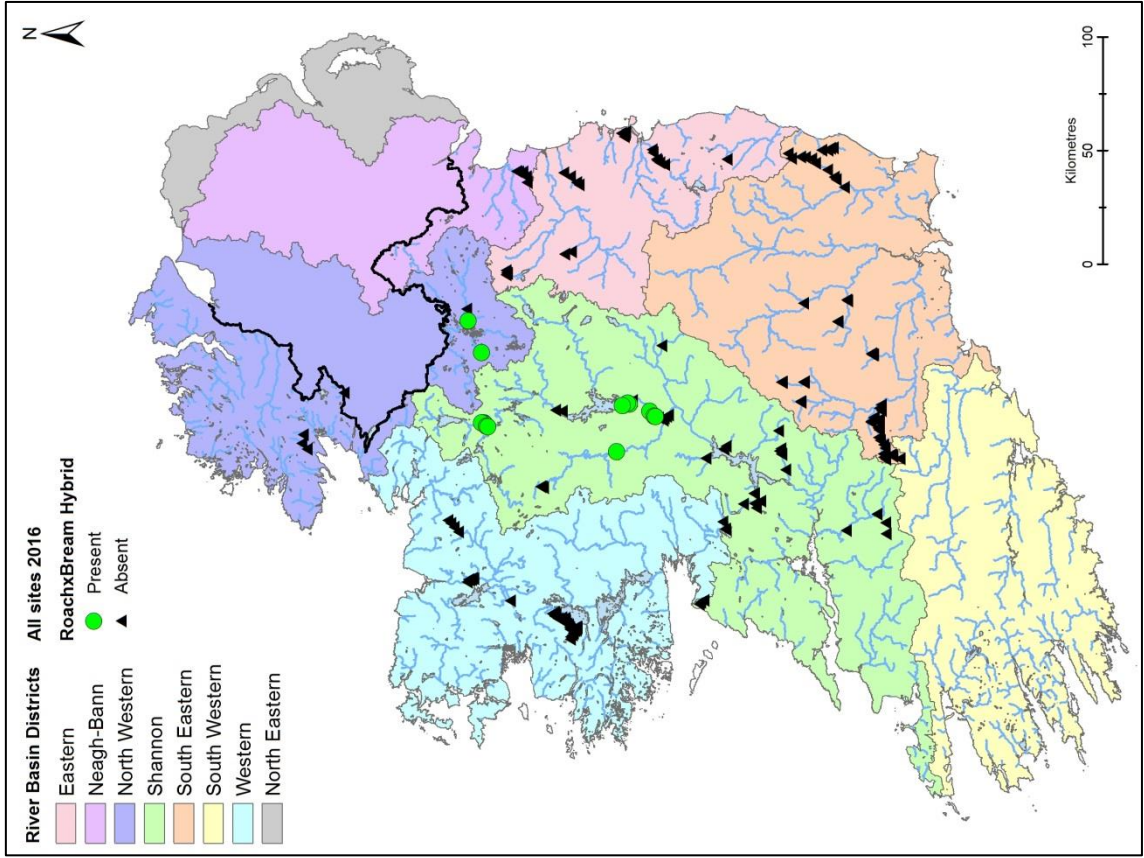 River Basin Districts
Eastern
Neagh-Bann
North Western
Shannon
South Eastern
South Western
Western
North Eastern
All sites 2016
RoachxBream Hybrid
Present
Absent
N
0 50 100
Kilometres